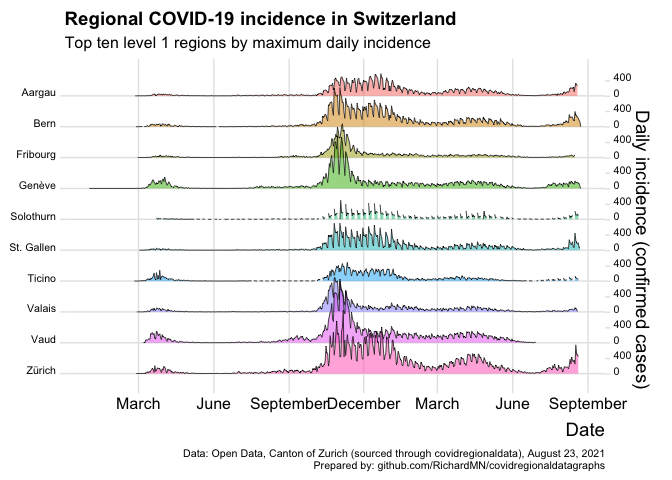 Regional COVID-19 incidence in Switzerland
Top ten level 1 regions by maximum daily incidence
Aargau
400
0
Bern
400
0
Fribourg
400
0
Genève
400
0
Solothurn
400
0
St. Gallen
400
0
Ticino
400
0
Valais
400
0
Vaud
400
0
Zürich
400
0
Daily incidence (confirmed cases)
March June September December March June September
Date
Data: Open Data, Canton of Zurich (sourced through covidregionaldata), August 23, 2021
Prepared by: github.com/RichardMN/covidregionaldatagraphs